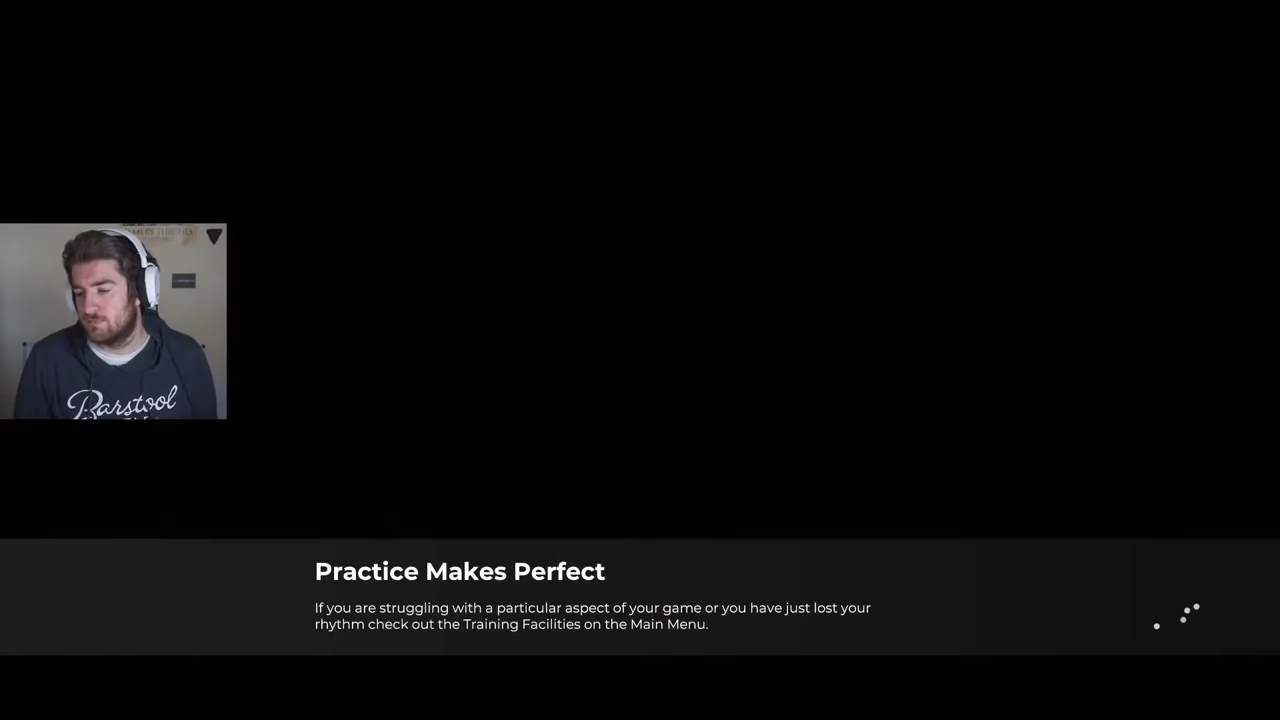 Barstool
Practice Makes Perfect
If you are struggling with a particular aspect of your game or you have just lost your
rhythm check out the Training Facilities on the Main Menu.